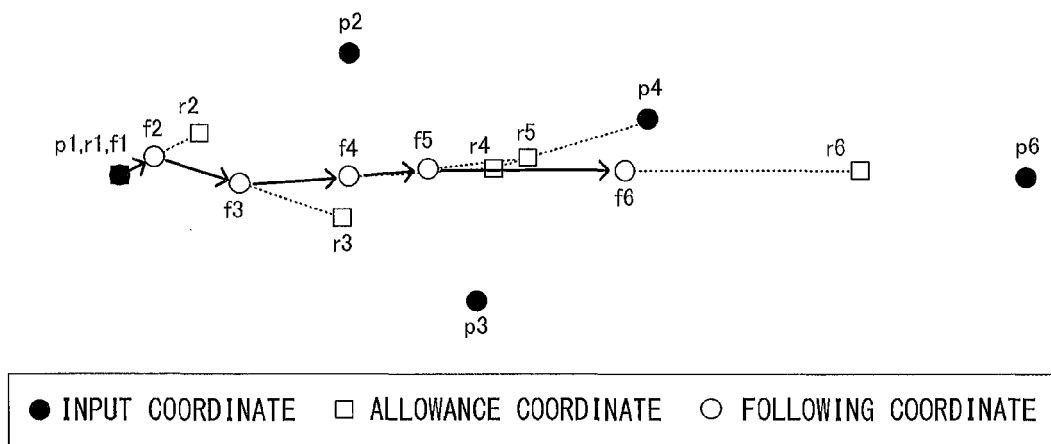 p2
p4
r2
f2
p1,r1,f1
f4
f5
r4
r5
r6
p6
f3
f6
r3
p3
INPUT COORDINATE
ALLOWANCE COORDINATE
FOLLOWING COORDINATE